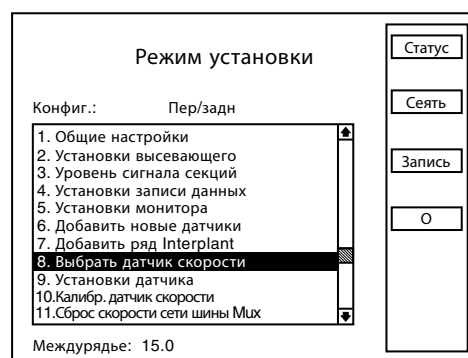 Режим установки
Конфиг.: Пер/задн
1. Общие настройки
2. Установки высевающего
3. Уровень сигнала секций
4. Установки записи данных
5. Установки монитора
6. Добавить новые датчики
7. Добавить ряд Interplant
8. Выбрать датчик скорости
9. Установки датчика
10.Калибр. датчик скорости
11.Сброс скорости сети шины Mux
Междурядье: 15.0
Статус
Сеять
Запись
О